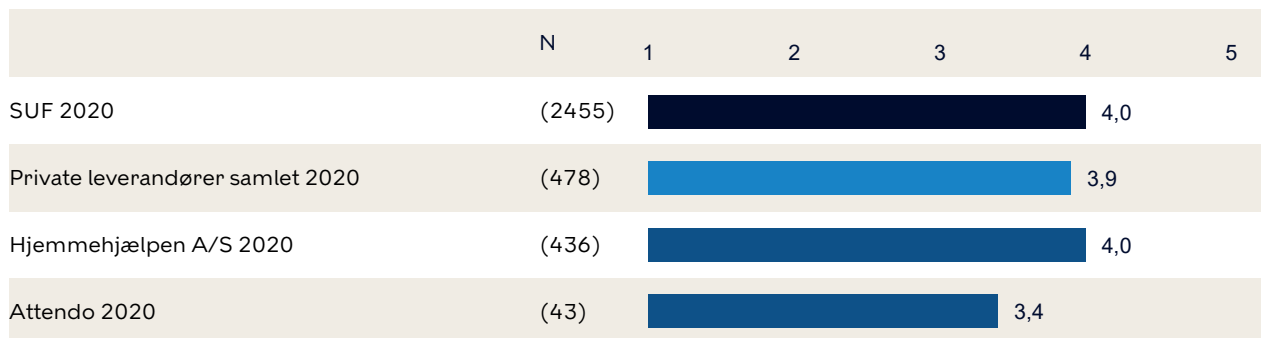 N 1 2 3 4 5
SUF 2020 (2455) 4,0
Private leverandører samlet 2020 (478) 3,9
Hjemmehjælpen A/S 2020 (436) 4,0
Attendo 2020 (43) 3,4